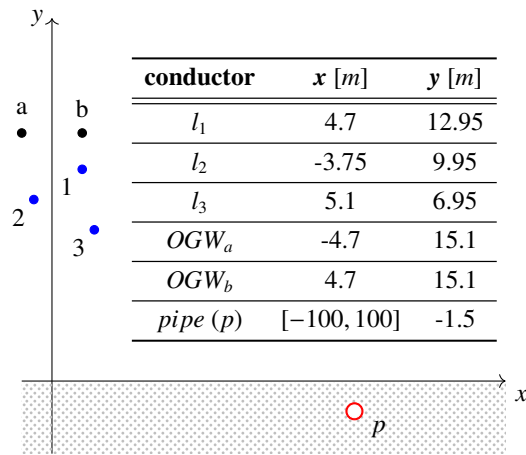 y
a b
1
2
3
conductor x [m] y [m]
l1 4.7 12.95
l2 -3.75 9.95
l3 5.1 6.95
OGWa -4.7 15.1
OGWb 4.7 15.1
pipe (p) [−100, 100] -1.5
x
p